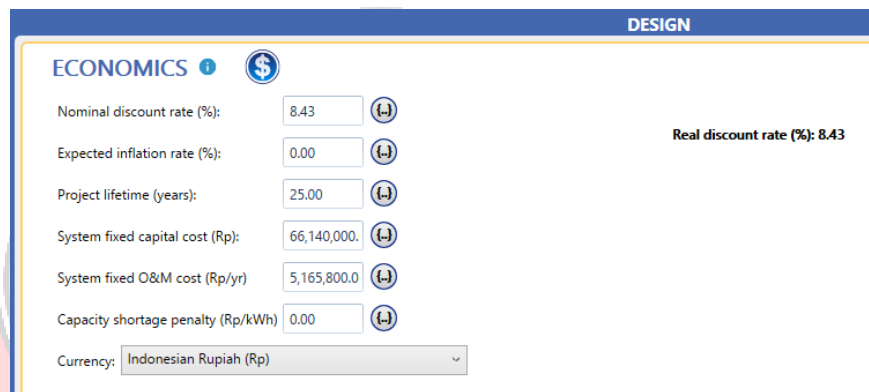 DESIGN
ECONOMICS i $
Nominal discount rate (%): 8.43 {..}
Real discount rate (%): 8.43
Expected inflation rate (%): 0.00 {..}
Project lifetime (years): 25.00 {..}
System fixed capital cost (Rp): 66,140,000. {..}
System fixed O&M cost (Rp/yr) 5,165,800.0 {..}
Capacity shortage penalty (Rp/kWh) 0.00 {..}
Currency: Indonesian Rupiah (Rp)